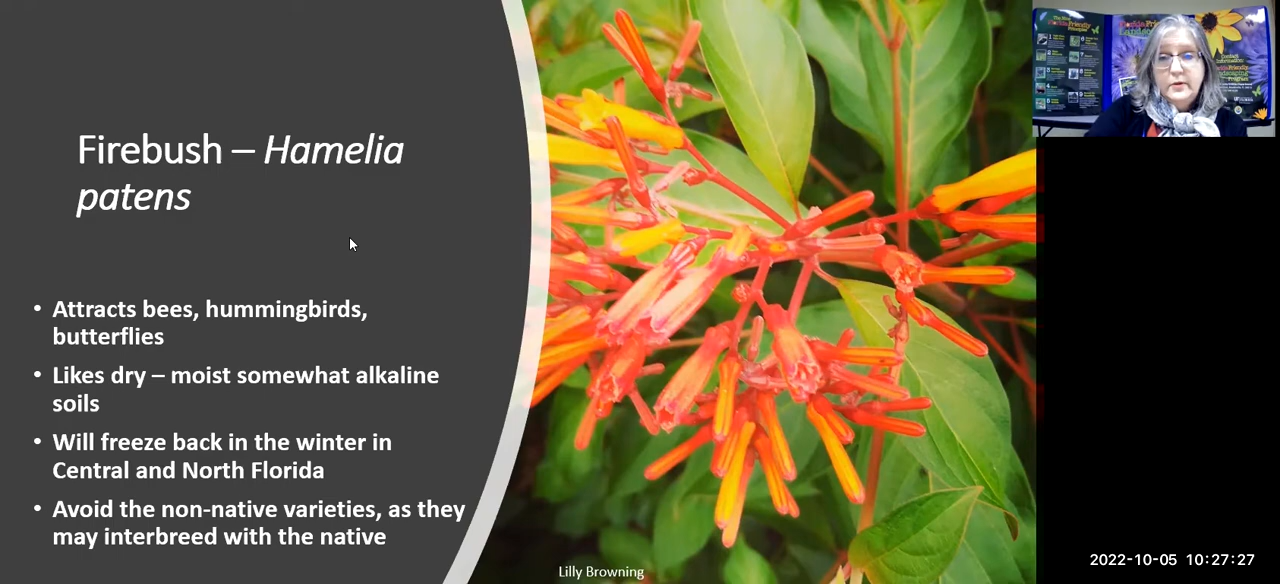 Firebush – Hamelia
patens
• Attracts bees, hummingbirds,
butterflies
• Likes dry – moist somewhat alkaline
soils
• Will freeze back in the winter in
Central and North Florida
• Avoid the non-native varieties, as they
may interbreed with the native
Lilly Browning
Contact
Information
2022-10-05 10:27:27